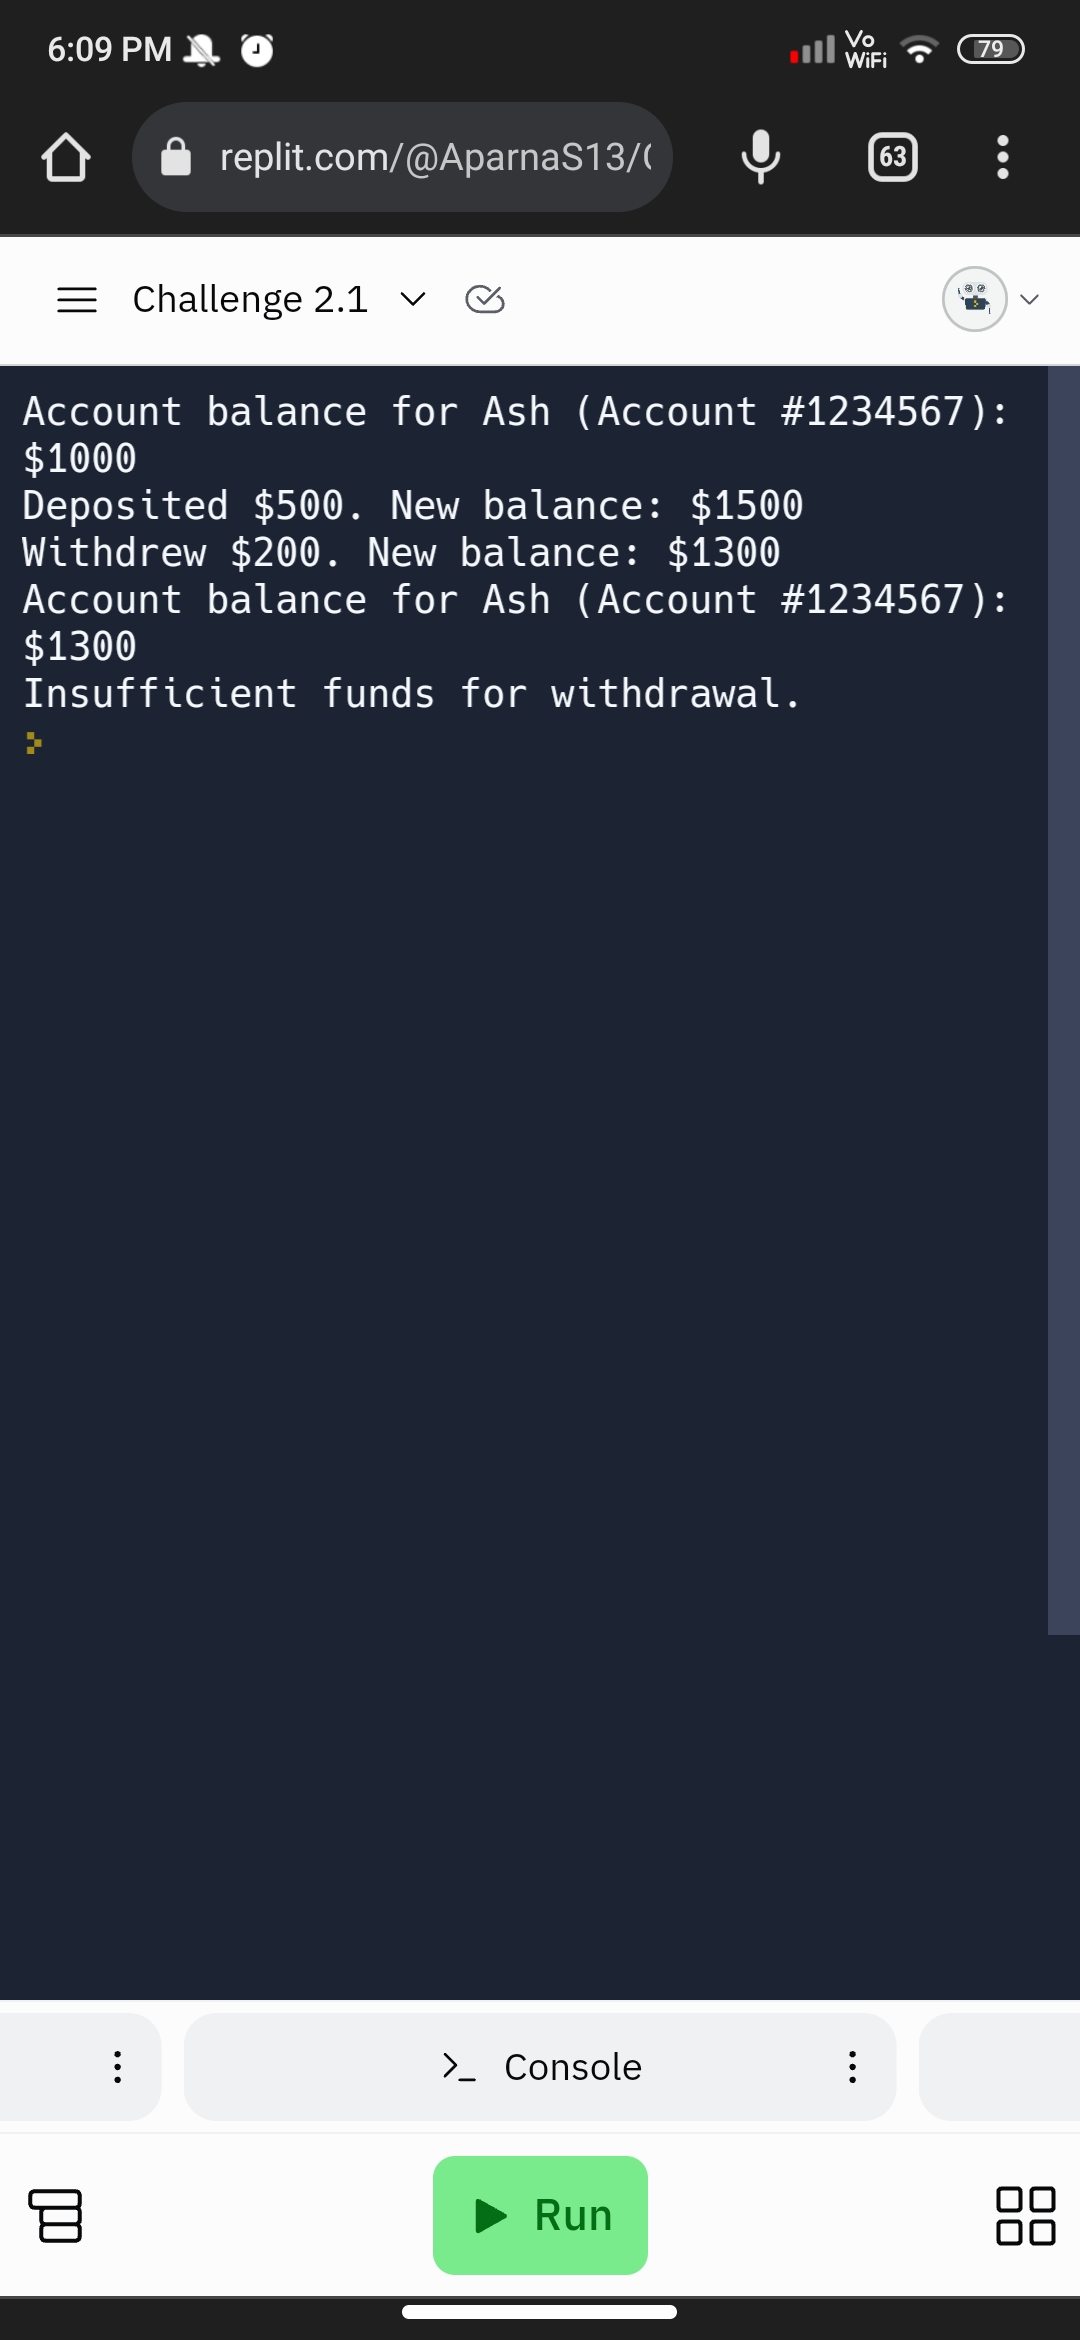 6:09 PM
Vo
WiFi
79
replit.com/@AparnaS13/
63
Challenge 2.1
Account balance for Ash (Account #1234567):
$1000
Deposited $500. New balance: $1500
Withdrew $200. New balance: $1300
Account balance for Ash (Account #1234567):
$1300
Insufficient funds for withdrawal.
Console
Run